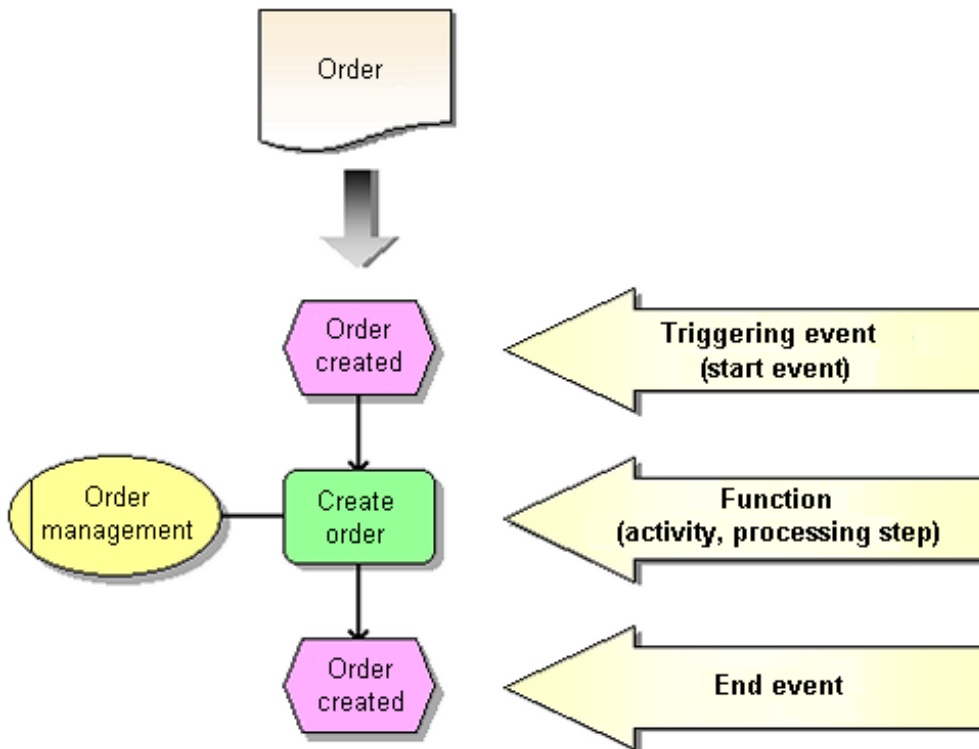 Order
Order
created
Triggering event
(start event)
Order
management
Create
order
Function
(activity, processing step)
Order
created
End event